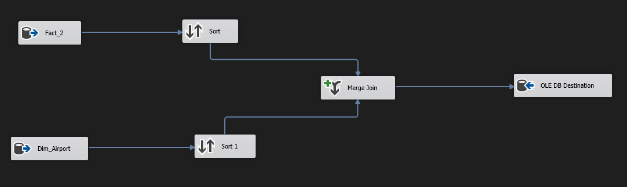 Fact_2
Sort
Merge Join
OLE DB Destination
Dim_Airport
Sort 1